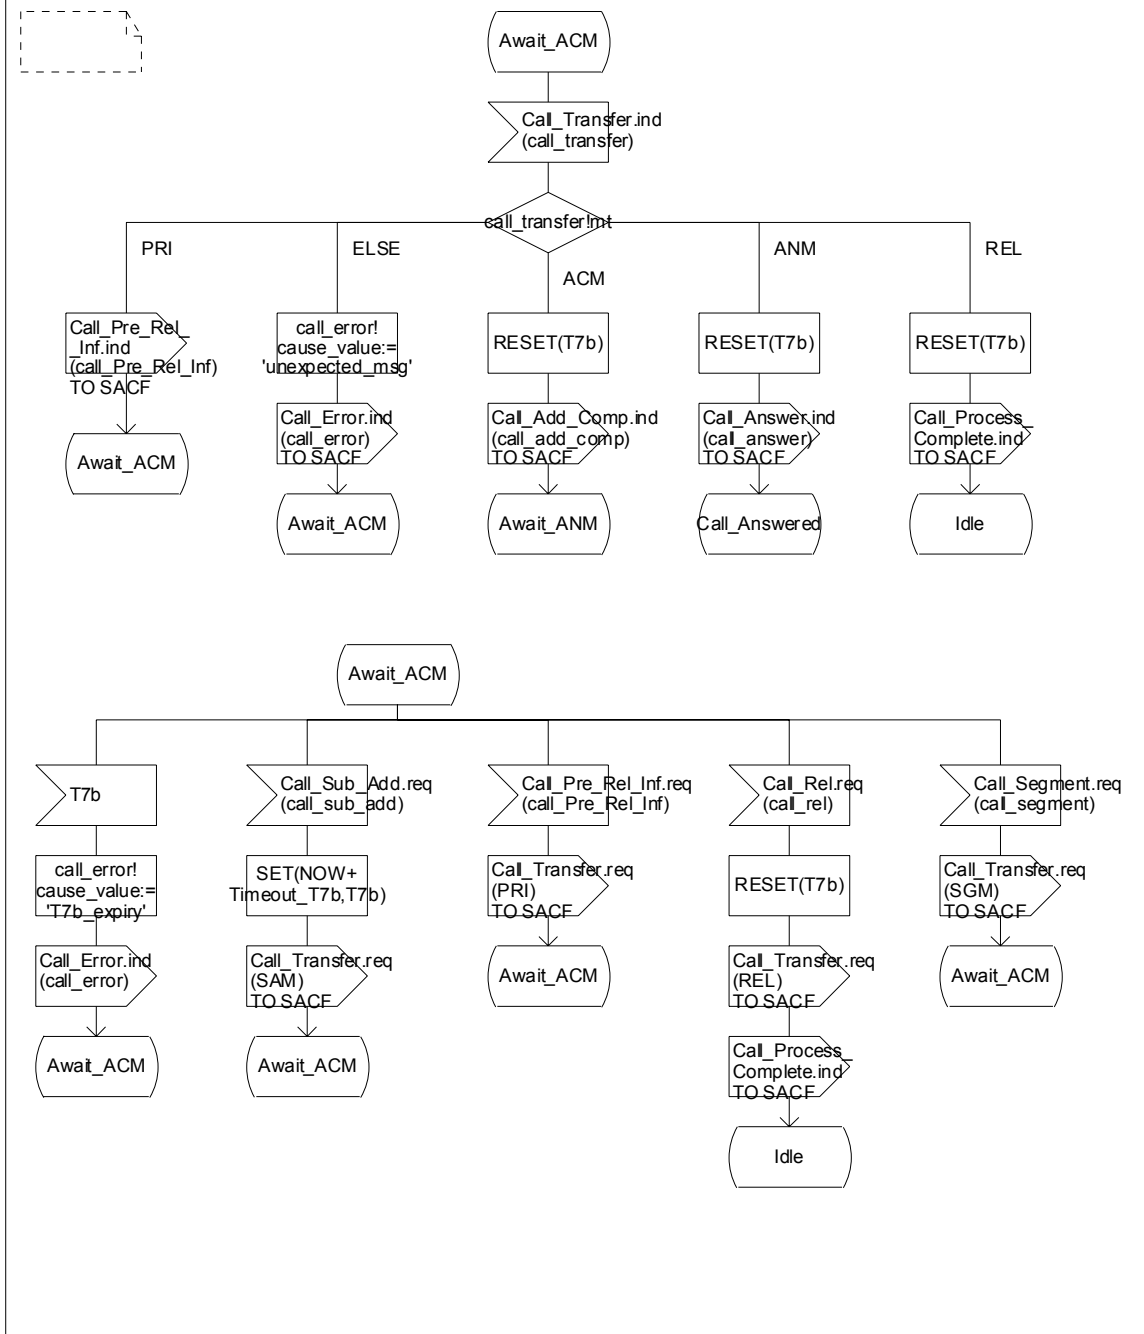 Await_ACM
Call_Transfer.ind
(call_transfer)
call_transfer!mt
PRI
ELSE
ACM
ANM
REL
Call_Pre_Rel_
_Inf.ind
(call_Pre_Rel_Inf)
TO SACF
Await_ACM
call_error!
cause_value:=
'unexpected_msg'
Call_Error.ind
(call_error)
TO SACF
Await_ACM
RESET(T7b)
Call_Add_Comp.ind
(call_add_comp)
TO SACF
Await_ANM
RESET(T7b)
Call_Answer.ind
(call_answer)
TO SACF
Call_Answered
RESET(T7b)
Call_Process_
Complete.ind
TO SACF
Idle
Await_ACM
T7b
call_error!
cause_value:=
'T7b_expiry'
Call_Error.ind
(call_error)
Await_ACM
Call_Sub_Add.req
(call_sub_add)
SET(NOW+
Timeout_T7b,T7b)
Call_Transfer.req
(SAM)
TO SACF
Await_ACM
Call_Pre_Rel_Inf.req
(call_Pre_Rel_Inf)
Call_Transfer.req
(PRI)
TO SACF
Await_ACM
Call_Rel.req
(call_rel)
RESET(T7b)
Call_Transfer.req
(REL)
TO SACF
Call_Process_
Complete.ind
TO SACF
Idle
Call_Segment.req
(call_segment)
Call_Transfer.req
(SGM)
TO SACF
Await_ACM